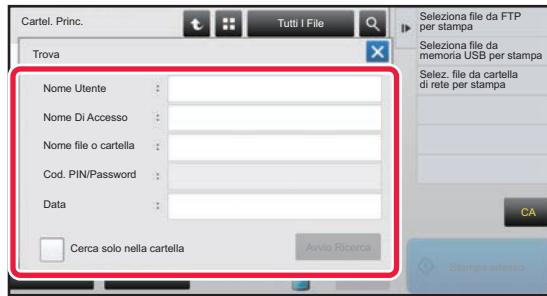 Cartel. Princ.
Tutti I File
Trova
Nome Utente :
Nome Di Accesso :
Nome file o cartella :
Cod. PIN/Password :
Data :
Cerca solo nella cartella
Avvio Ricerca
Seleziona file da FTP
per stampa
Seleziona file da
memoria USB per stampa
Selez. file da cartella
di rete per stampa
CA
Stampa adesso